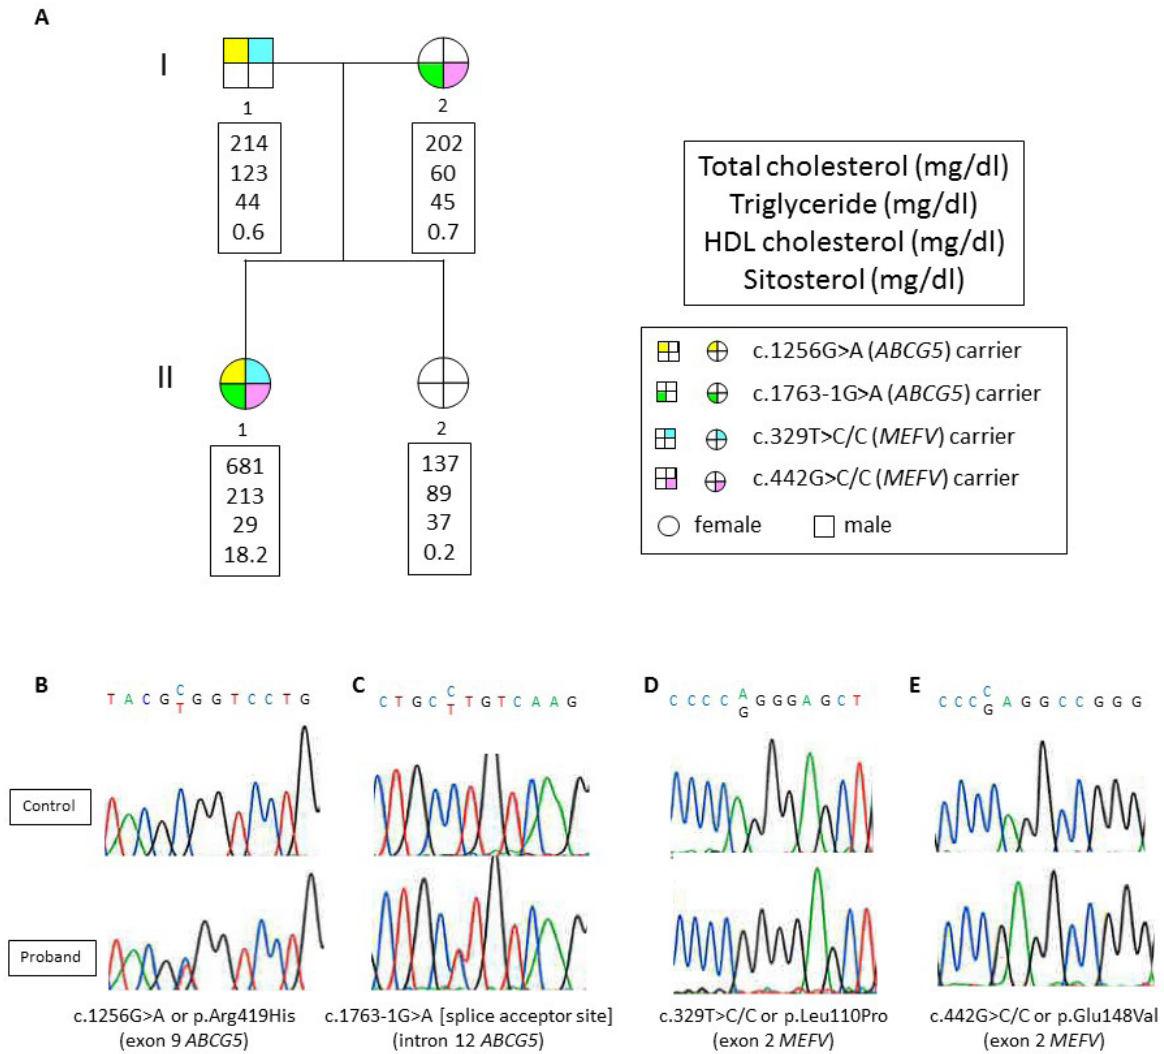 A
I
1
2
214
123
44
0.6
202
60
45
0.7
Total cholesterol (mg/dl)
Triglyceride (mg/dl)
HDL cholesterol (mg/dl)
Sitosterol (mg/dl)
c.1256G>A (ABCG5) carrier
c.1763-1G>A (ABCG5) carrier
c.329T>C/C (MEFV) carrier
c.442G>C/C (MEFV) carrier
female male
II
1
2
681
213
29
18.2
137
89
37
0.2
B
T A C G C/T G G T C C T G
C
C T G C C/T T G T C A A G
D
C C C C A/G G G G A G C T
E
C C C C/G A G G C C G G G
Control
Proband
c.1256G>A or p.Arg419His
(exon 9 ABCG5)
c.1763-1G>A [splice acceptor site]
(intron 12 ABCG5)
c.329T>C/C or p.Leu110Pro
(exon 2 MEFV)
c.442G>C/C or p.Glu148Val
(exon 2 MEFV)